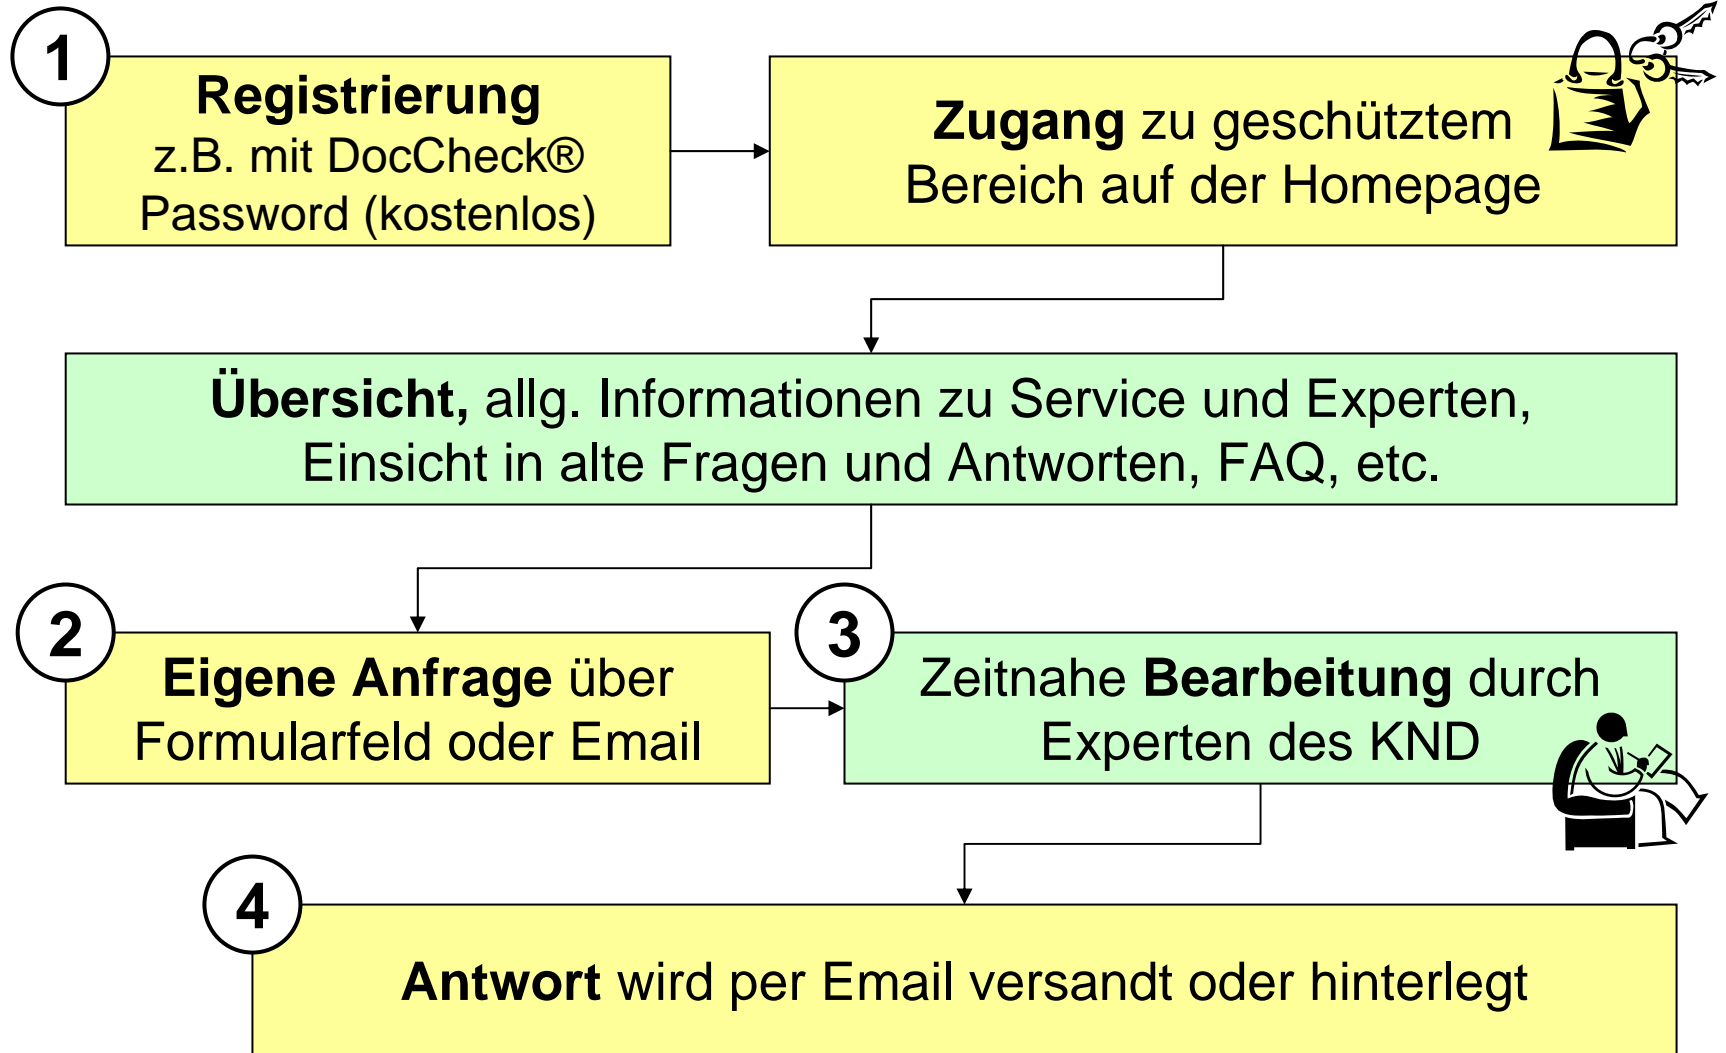 1
Registrierung
z.B. mit DocCheck®
Password (kostenlos)
Zugang zu geschütztem
Bereich auf der Homepage
Übersicht, allg. Informationen zu Service und Experten,
Einsicht in alte Fragen und Antworten, FAQ, etc.
2
Eigene Anfrage über
Formularfeld oder Email
3
Zeitnahe Bearbeitung durch
Experten des KND
4
Antwort wird per Email versandt oder hinterlegt